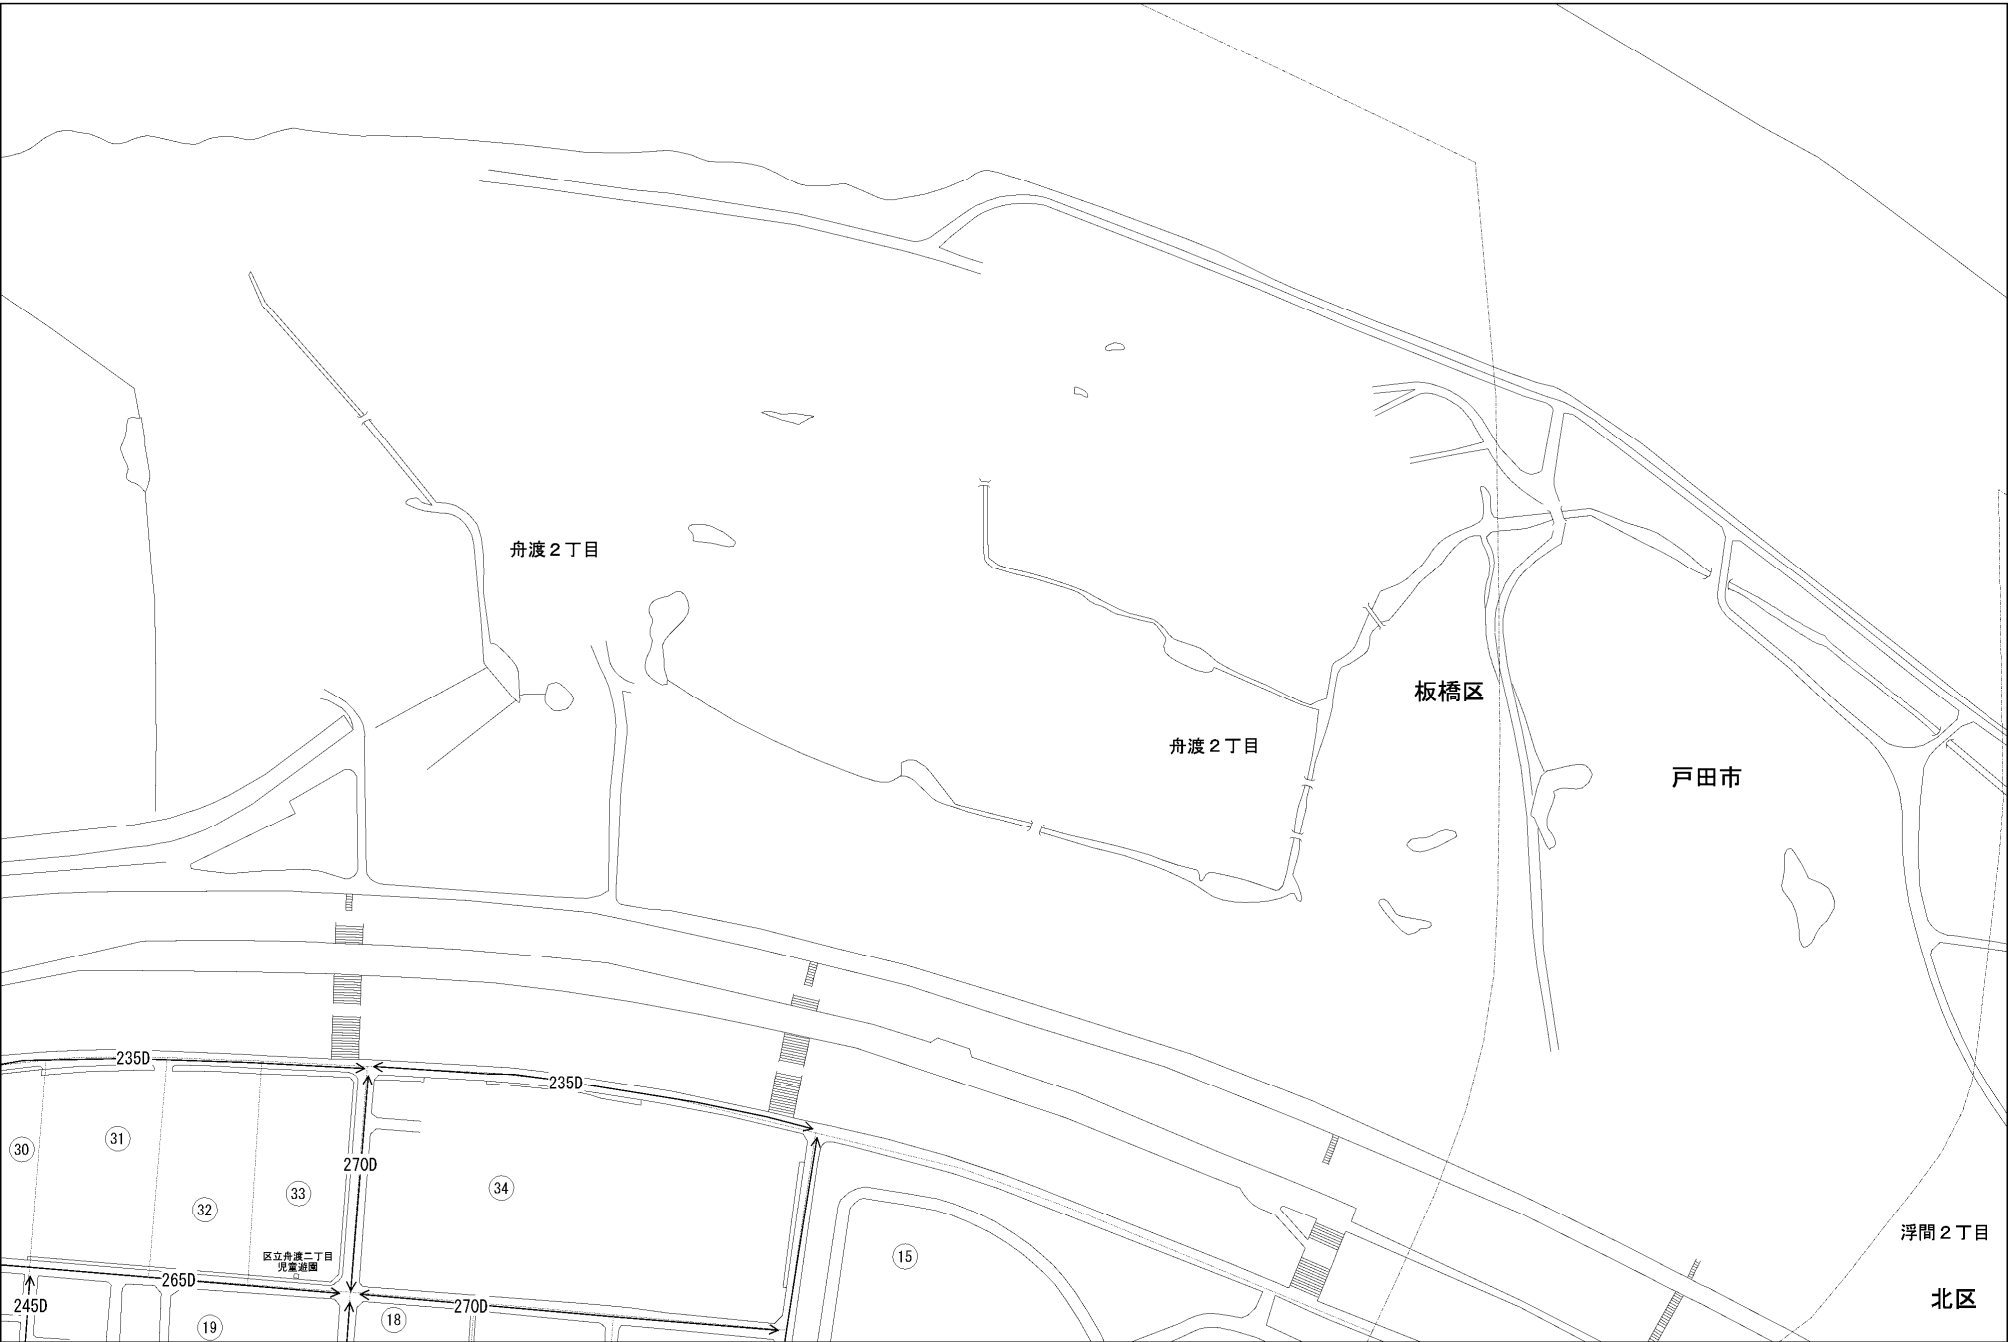 舟渡２丁目
板橋区
舟渡２丁目
戸田市
235D
235D
30
31
270D
34
33
32
浮間２丁目
15
区立舟渡二丁目
児童遊園
265D
245D
270D
北区
18
19